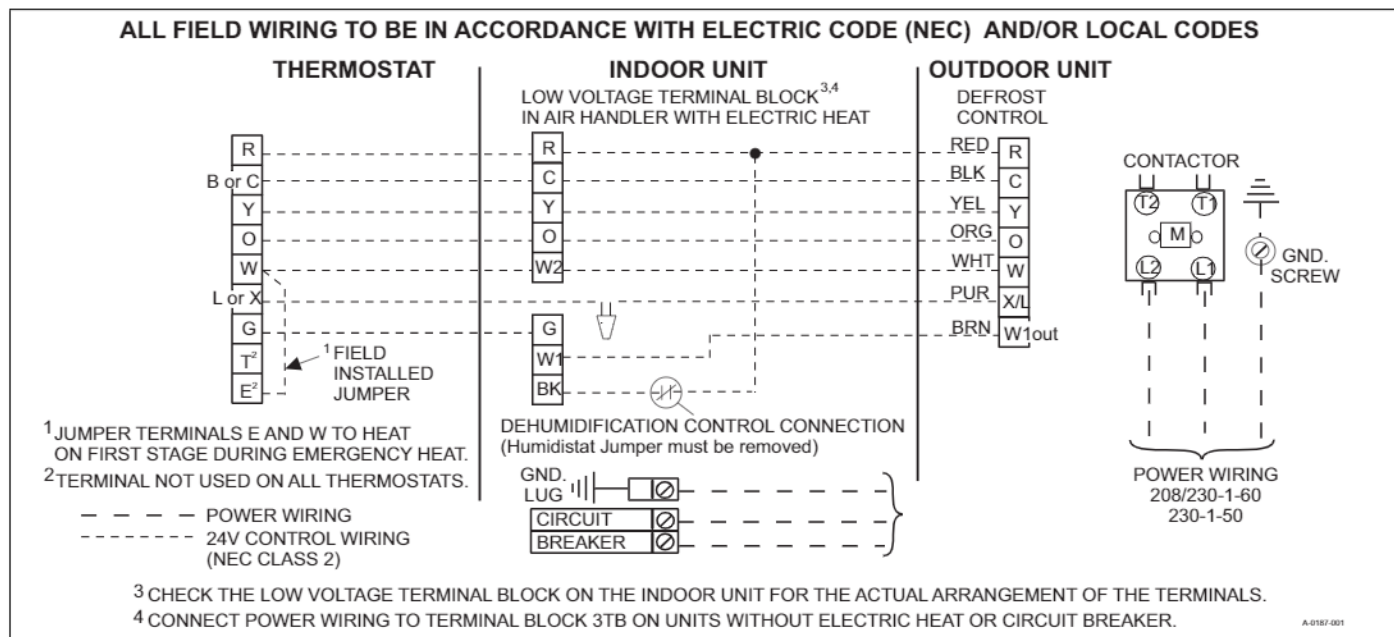 ALL FIELD WIRING TO BE IN ACCORDANCE WITH ELECTRIC CODE (NEC) AND/OR LOCAL CODES
THERMOSTAT
R
B or C
Y
O
W
L or X
G
T²
E²
¹ FIELD
INSTALLED
JUMPER
¹ JUMPER TERMINALS E AND W TO HEAT
ON FIRST STAGE DURING EMERGENCY HEAT.
² TERMINAL NOT USED ON ALL THERMOSTATS.
POWER WIRING
24V CONTROL WIRING
(NEC CLASS 2)
INDOOR UNIT
LOW VOLTAGE TERMINAL BLOCK³,⁴
IN AIR HANDLER WITH ELECTRIC HEAT
R
C
Y
O
W2
G
W1
BK
DEHUMIDIFICATION CONTROL CONNECTION
(Humidistat Jumper must be removed)
GND.
LUG
CIRCUIT
BREAKER
OUTDOOR UNIT
DEFROST
CONTROL
RED R
BLK C
YEL Y
ORG O
WHT W
PUR X/L
BRN W1out
CONTACTOR
T2 T1
M
L2 L1
GND.
SCREW
POWER WIRING
208/230-1-60
230-1-50
³ CHECK THE LOW VOLTAGE TERMINAL BLOCK ON THE INDOOR UNIT FOR THE ACTUAL ARRANGEMENT OF THE TERMINALS.
⁴ CONNECT POWER WIRING TO TERMINAL BLOCK 3TB ON UNITS WITHOUT ELECTRIC HEAT OR CIRCUIT BREAKER.
A-0187-001